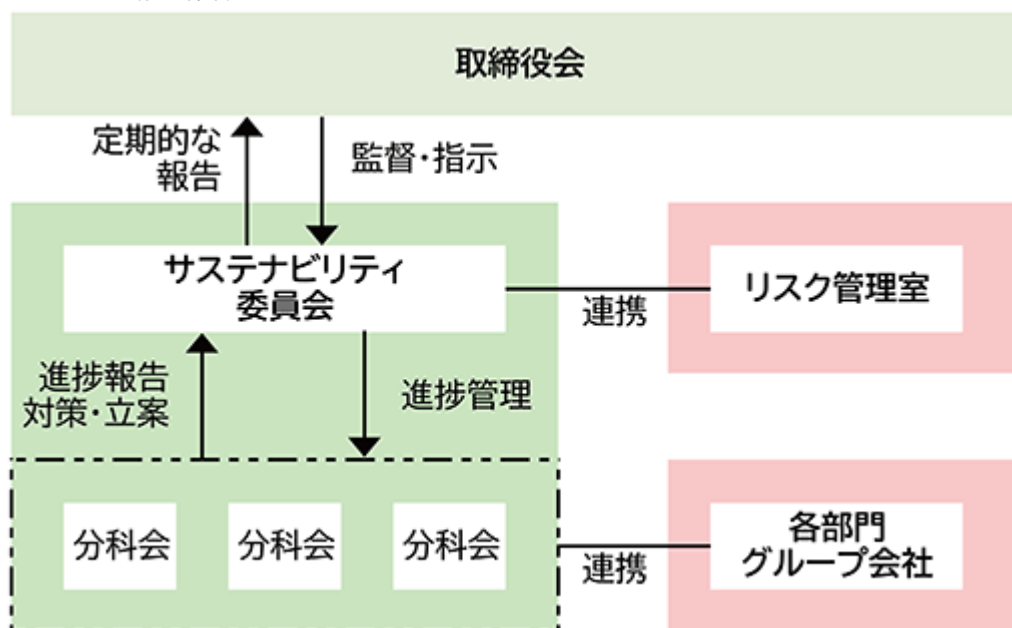 取締役会
定期的な
報告
監督・指示
サステナビリティ
委員会
連携
リスク管理室
進捗報告
対策・立案
進捗管理
分科会
分科会
分科会
連携
各部門
グループ会社